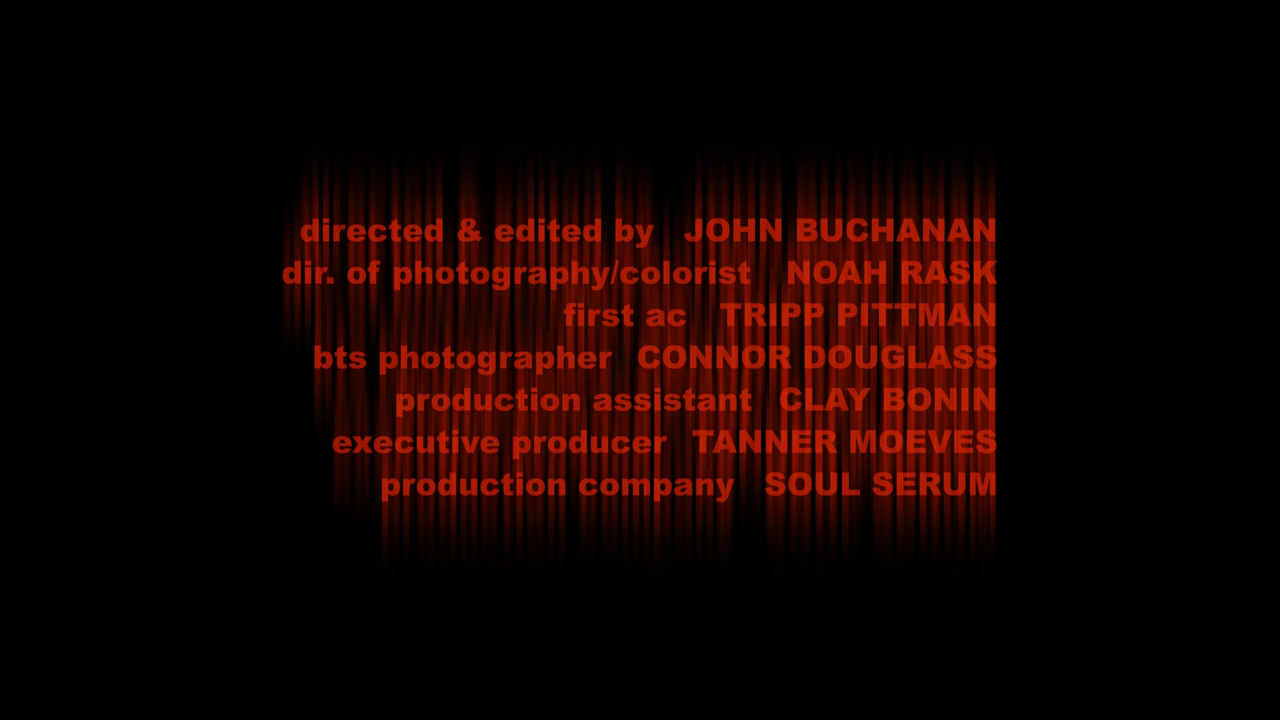 directed & edited by JOHN BUCHANAN
dir. of photography/colorist NOAH RASK
first ac TRIPP PITTMAN
bts photographer CONNOR DOUGLASS
production assistant CLAY BONIN
executive producer TANNER MOEVES
production company SOUL SERUM